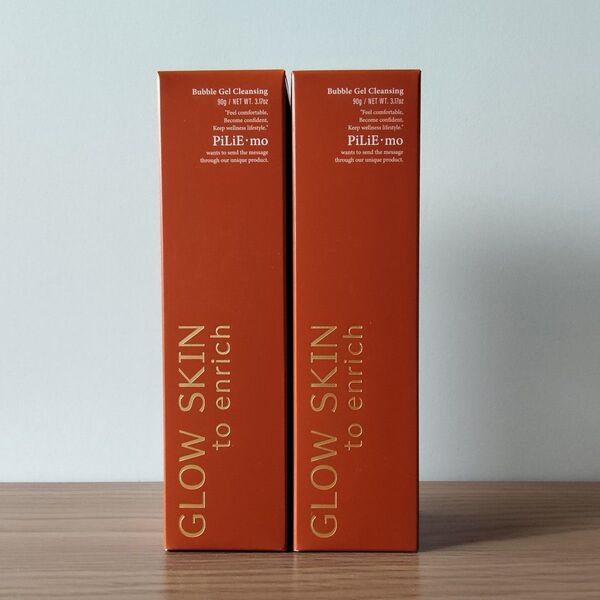 Bubble Gel Cleansing
90g / NET WT. 3.17oz
"Feel comfortable,
Become confident,
Keep wellness lifestyle."
PiLiE·mo
wants to send the message
through our unique product.
GLOW SKIN
to enrich
Bubble Gel Cleansing
90g / NET WT. 3.17oz
"Feel comfortable,
Become confident,
Keep wellness lifestyle."
PiLiE·mo
wants to send the message
through our unique product.
GLOW SKIN
to enrich